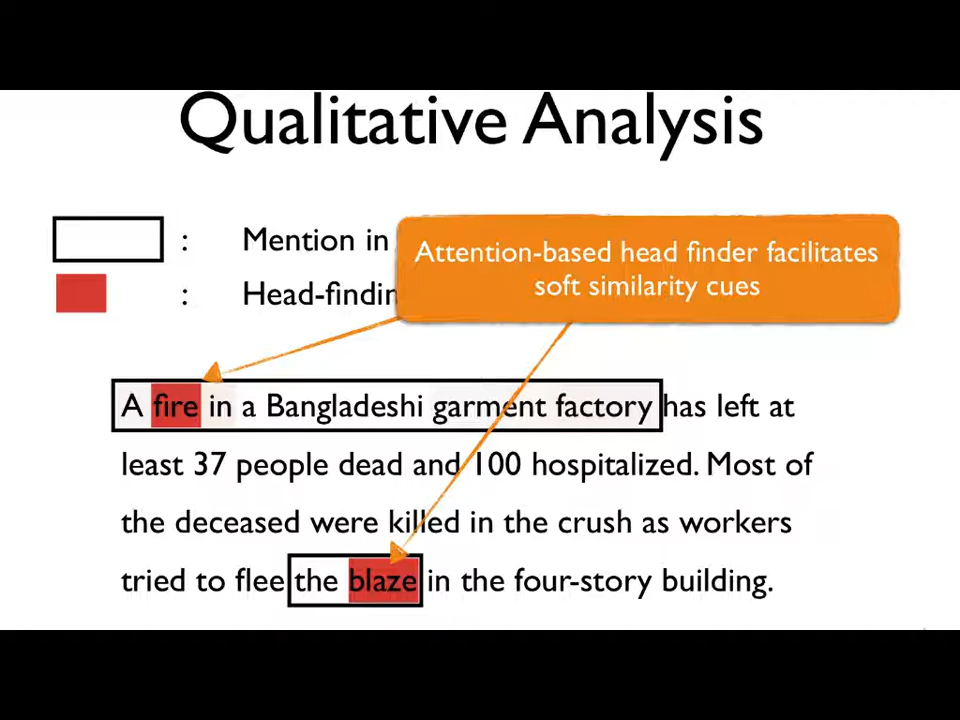 Qualitative Analysis
: Mention in
: Head-findin
Attention-based head finder facilitates
soft similarity cues
A fire in a Bangladeshi garment factory has left at
least 37 people dead and 100 hospitalized. Most of
the deceased were killed in the crush as workers
tried to flee the blaze in the four-story building.